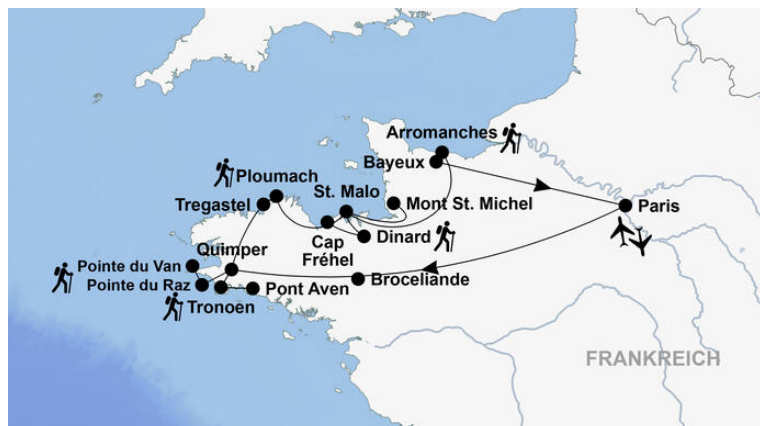 Arromanches
Bayeux
Ploumach
St. Malo
Mont St. Michel
Tregastel
Paris
Cap
Fréhel
Dinard
Quimper
Pointe du Van
Pointe du Raz
Broceliande
Pont Aven
Tronoen
FRANKREICH